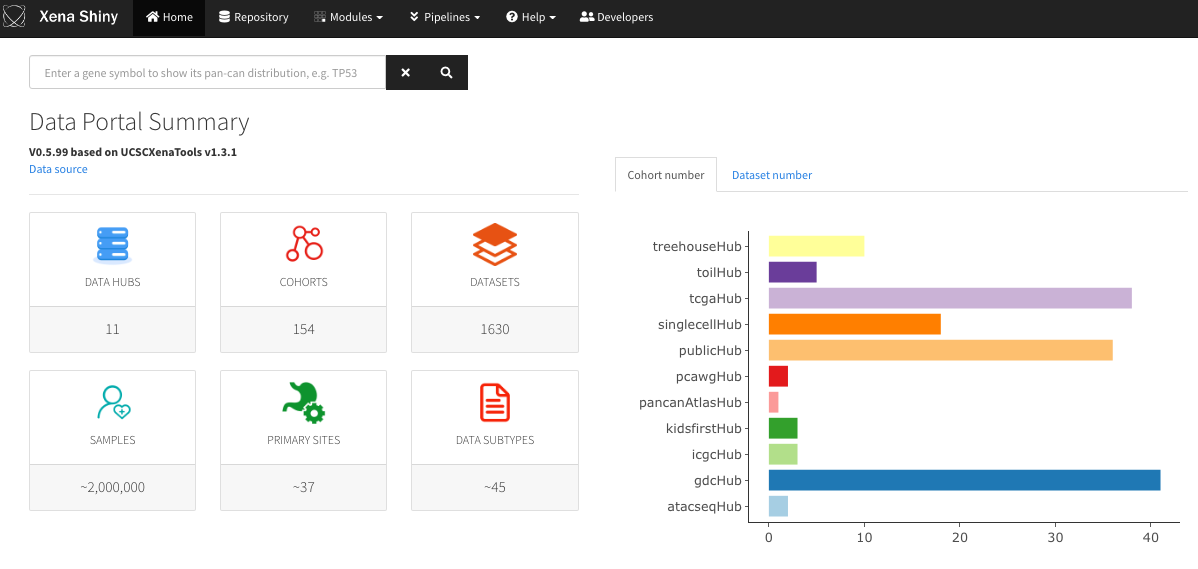 Xena Shiny Home Repository Modules Pipelines Help Developers
Enter a gene symbol to show its pan-can distribution, e.g. TP53
Data Portal Summary
V0.5.99 based on UCSCXenaTools v1.3.1
Data source
DATA HUBS
11
COHORTS
154
DATASETS
1630
SAMPLES
~2,000,000
PRIMARY SITES
~37
DATA SUBTYPES
~45
Cohort number Dataset number
treehouseHub
toilHub
tcgaHub
singlecellHub
publicHub
pcawgHub
pancanAtlasHub
kidsfirstHub
icgcHub
gdcHub
atacseqHub
0 10 20 30 40